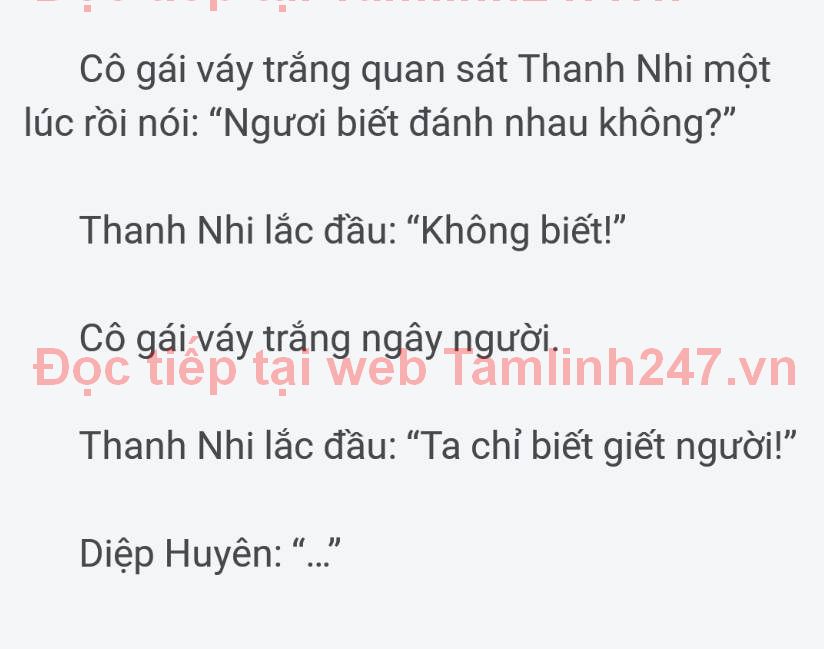 Cô gái váy trắng quan sát Thanh Nhi một
lúc rồi nói: “Ngươi biết đánh nhau không?”
Thanh Nhi lắc đầu: “Không biết!”
Cô gái váy trắng ngây người.
Đọc tiếp tại web Tamlinh247.vn
Thanh Nhi lắc đầu: “Ta chỉ biết giết người!”
Diệp Huyên: “...”